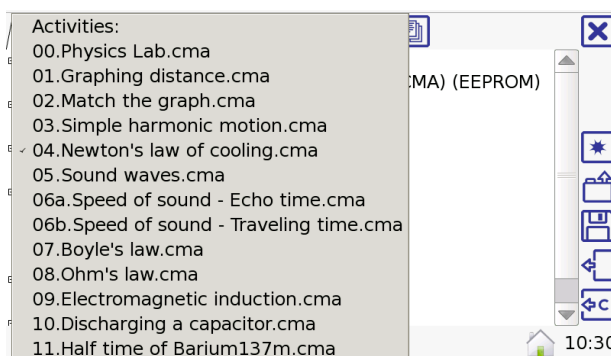 Activities:
00.Physics Lab.cma
01.Graphing distance.cma
CMA) (EEPROM)
02.Match the graph.cma
03.Simple harmonic motion.cma
04.Newton's law of cooling.cma
05.Sound waves.cma
06a.Speed of sound - Echo time.cma
06b.Speed of sound - Traveling time.cma
07.Boyle's law.cma
08.Ohm's law.cma
09.Electromagnetic induction.cma
C
10.Discharging a capacitor.cma
11.Half time of Barium137m.cma
10:30